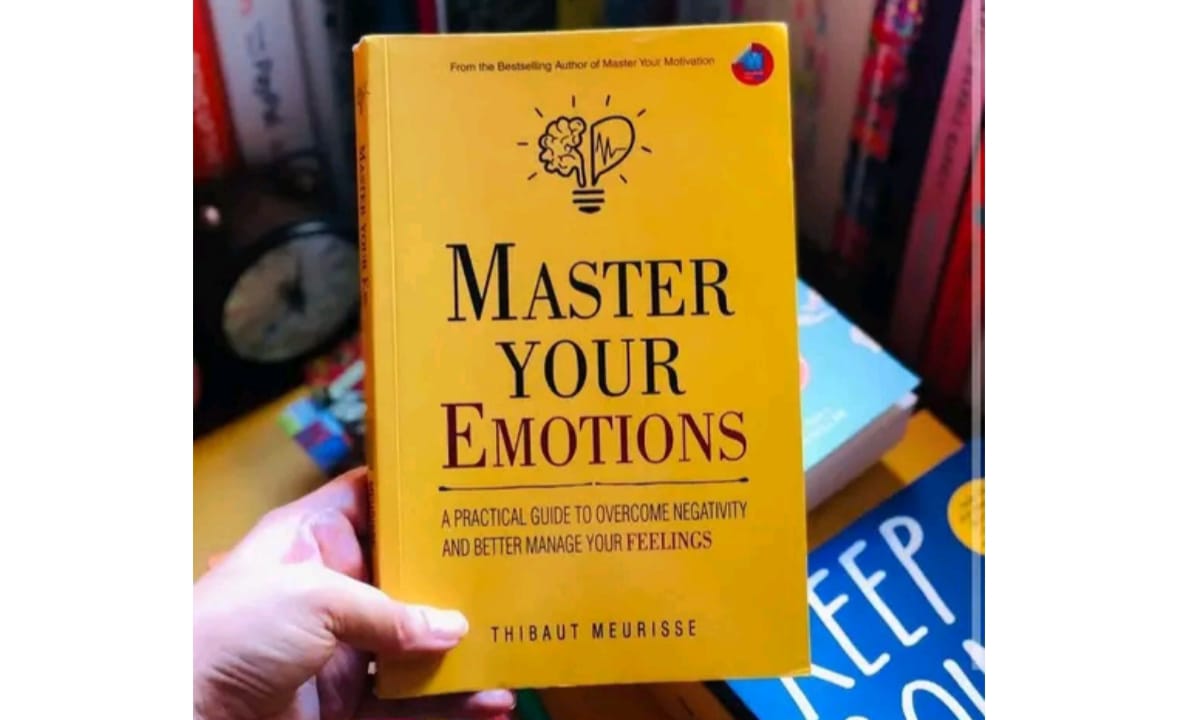 From the Bestselling Author of Master Your Motivation
MASTER
YOUR
EMOTIONS
A PRACTICAL GUIDE TO OVERCOME NEGATIVITY
AND BETTER MANAGE YOUR FEELINGS
THIBAUT MEURISSE
KEEP